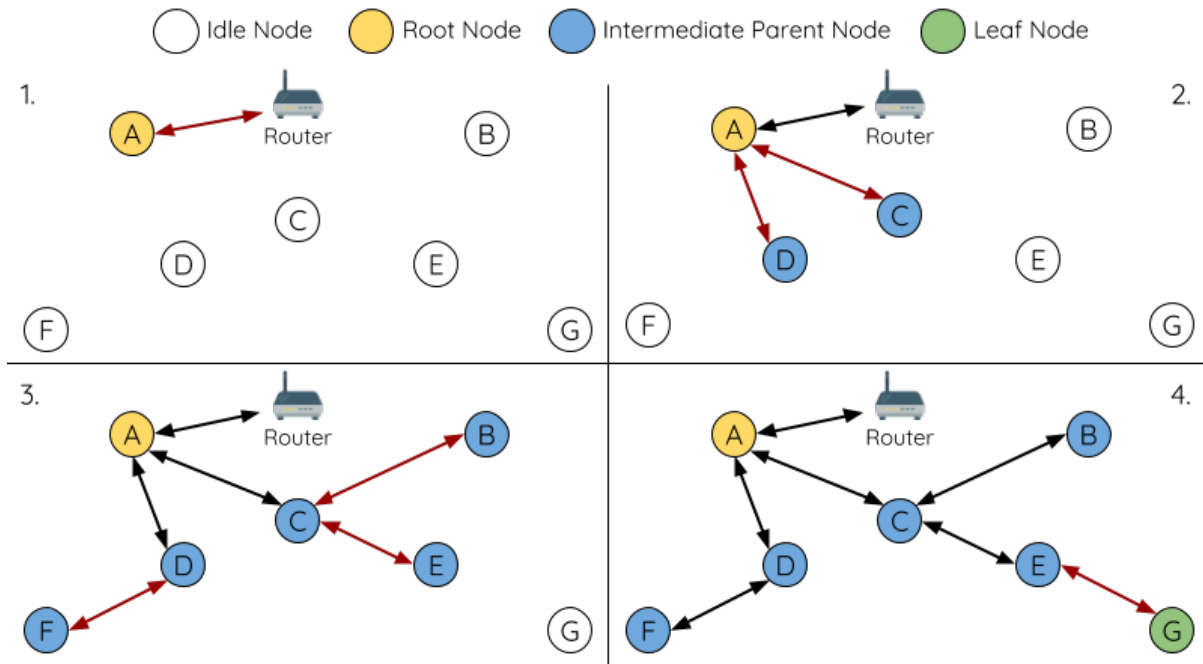 Idle Node
Root Node
Intermediate Parent Node
Leaf Node
1.
A
Router
B
C
D
E
F
G
2.
A
Router
B
C
D
E
F
G
3.
A
Router
B
C
D
E
F
G
4.
A
Router
B
C
D
E
F
G